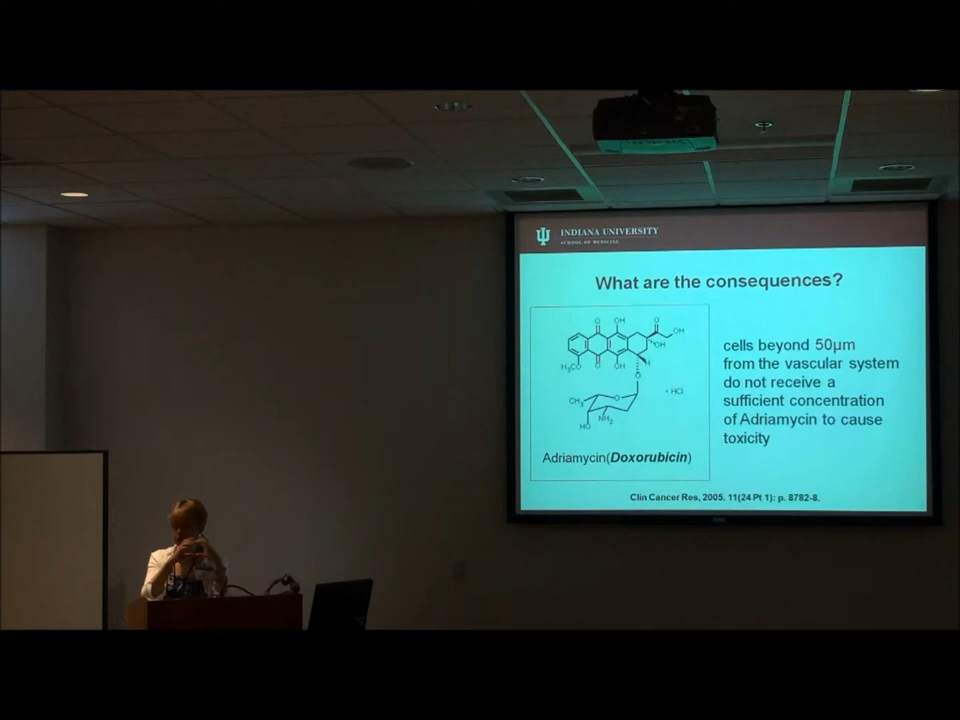 INDIANA UNIVERSITY
SCHOOL OF MEDICINE
What are the consequences?
O
OH
O
OH
OH
H₃CO
O
OH
H
O
• HCl
CH₃
O
NH₂
HO
Adriamycin(Doxorubicin)
cells beyond 50µm
from the vascular system
do not receive a
sufficient concentration
of Adriamycin to cause
toxicity
Clin Cancer Res, 2005. 11(24 Pt 1): p. 8782-8.